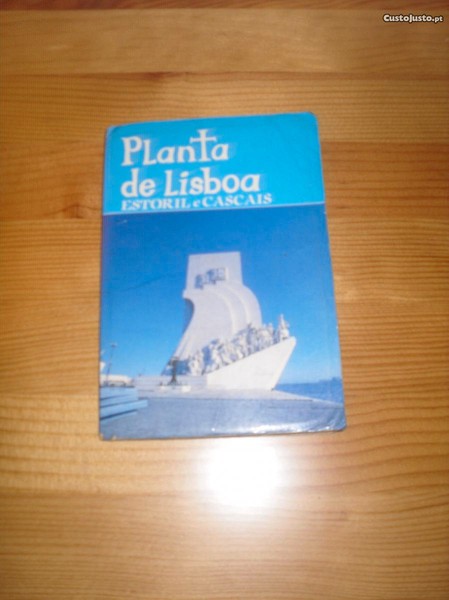 CustoJusto.pt
Planta
de Lisboa
ESTORIL e CASCAIS